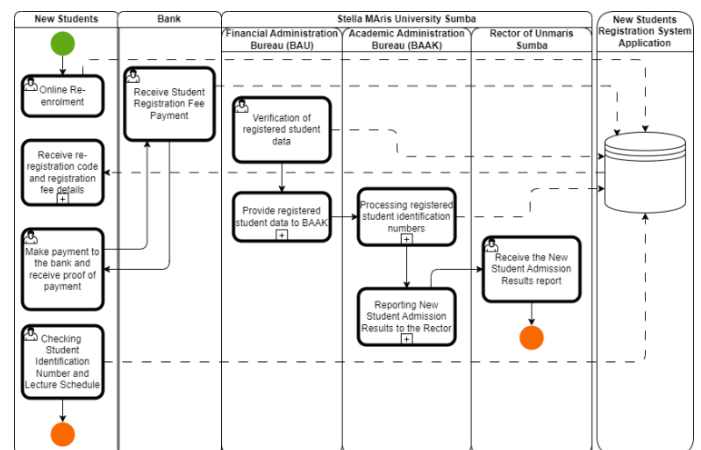 New Students
Bank
Stella MAris University Sumba
Financial Administration
Bureau (BAU)
Academic Administration
Bureau (BAAK)
Rector of Unmaris
Sumba
New Students
Registration System
Application
Online Re-
enrolment
Receive Student
Registration Fee
Payment
Verification of
registered student
data
Receive re-
registration code
and registration
fee details
Provide registered
student data to BAAK
Processing registered
student identification
numbers
Make payment to
the bank and
receive proof of
payment
Receive the New
Student Admission
Results report
Reporting New
Student Admission
Results to the Rector
Checking
Student
Identification
Number and
Lecture Schedule